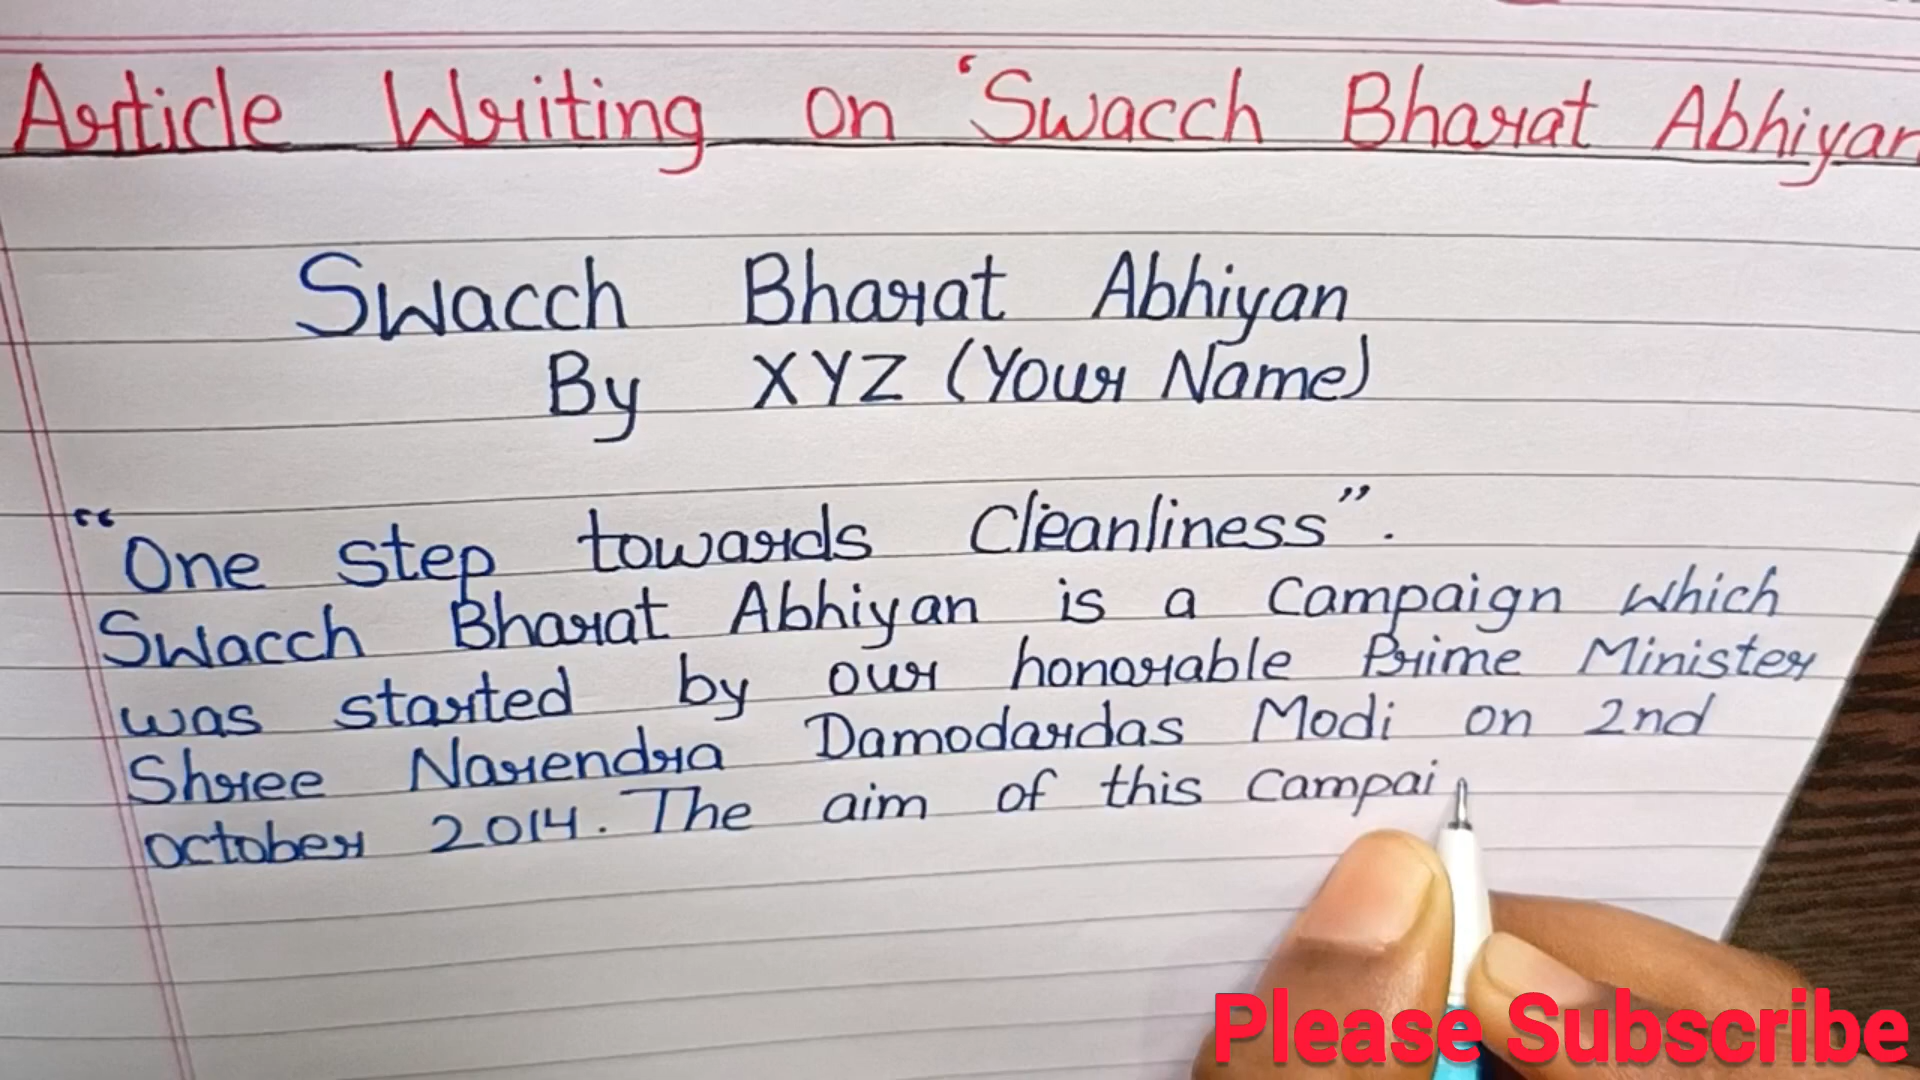 Article Writing on ‘Swacch Bharat Abhiyan
Swacch Bharat Abhiyan
By XYZ (Your Name)
“One step towards Cleanliness”.
Swacch Bharat Abhiyan is a Campaign which
was started by our honorable Prime Minister
Shree Narendra Damodardas Modi on 2nd
October 2014. The aim of this Campai
Please Subscribe